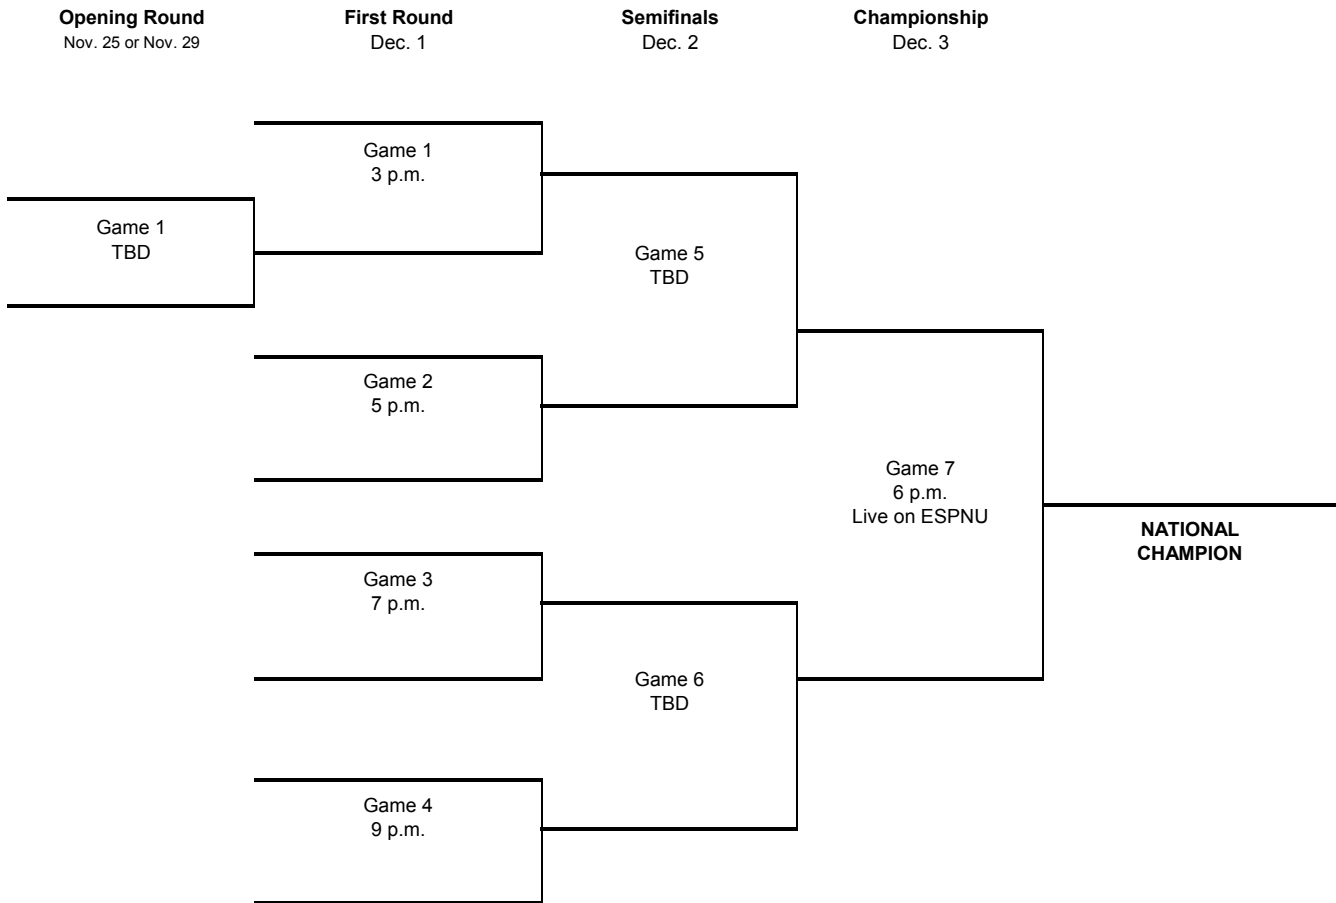 Opening Round
Nov. 25 or Nov. 29
First Round
Dec. 1
Semifinals
Dec. 2
Championship
Dec. 3
Game 1
TBD
Game 1
3 p.m.
Game 2
5 p.m.
Game 3
7 p.m.
Game 4
9 p.m.
Game 5
TBD
Game 6
TBD
Game 7
6 p.m.
Live on ESPNU
NATIONAL
CHAMPION